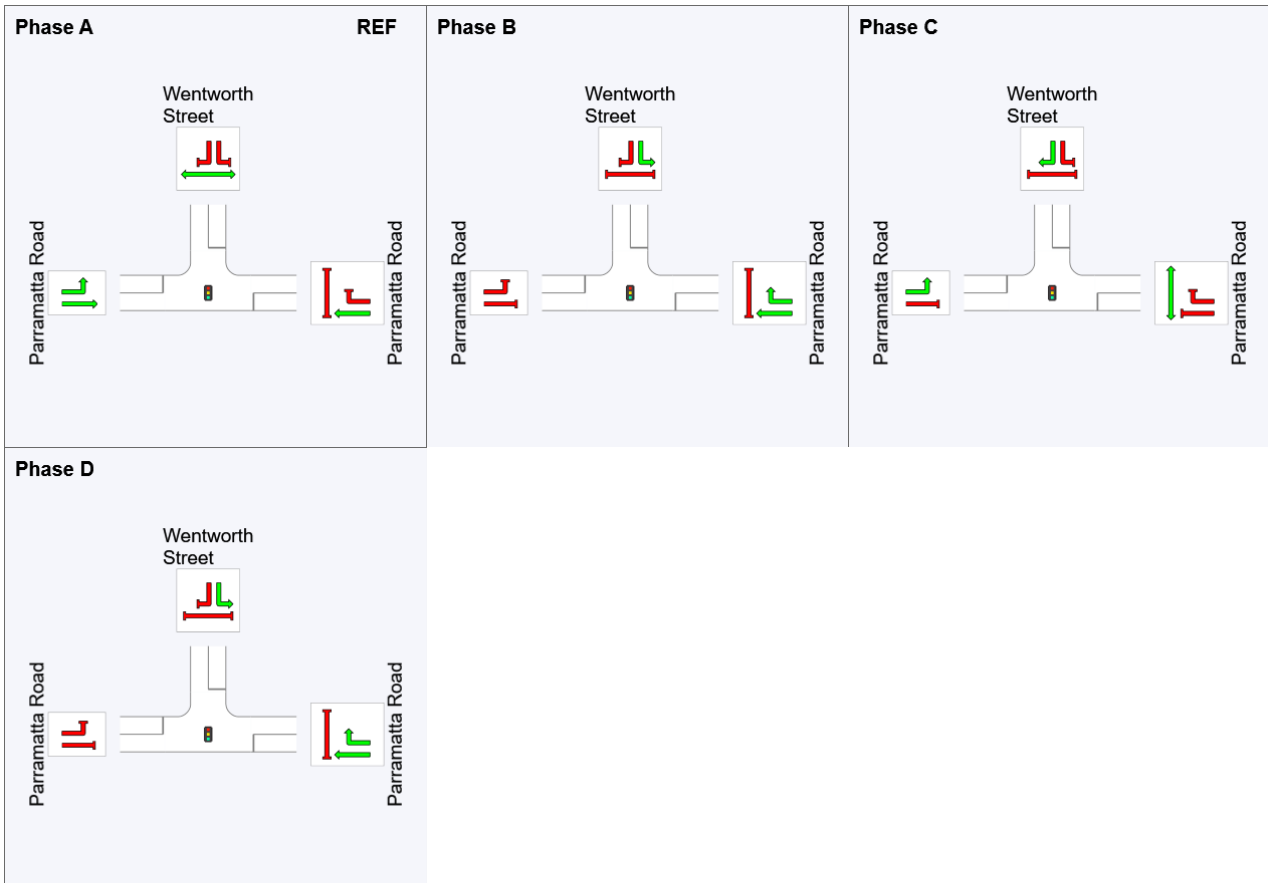 Phase A
REF
Wentworth
Street
Parramatta Road
Parramatta Road
Phase B
Wentworth
Street
Parramatta Road
Parramatta Road
Phase C
Wentworth
Street
Parramatta Road
Parramatta Road
Phase D
Wentworth
Street
Parramatta Road
Parramatta Road